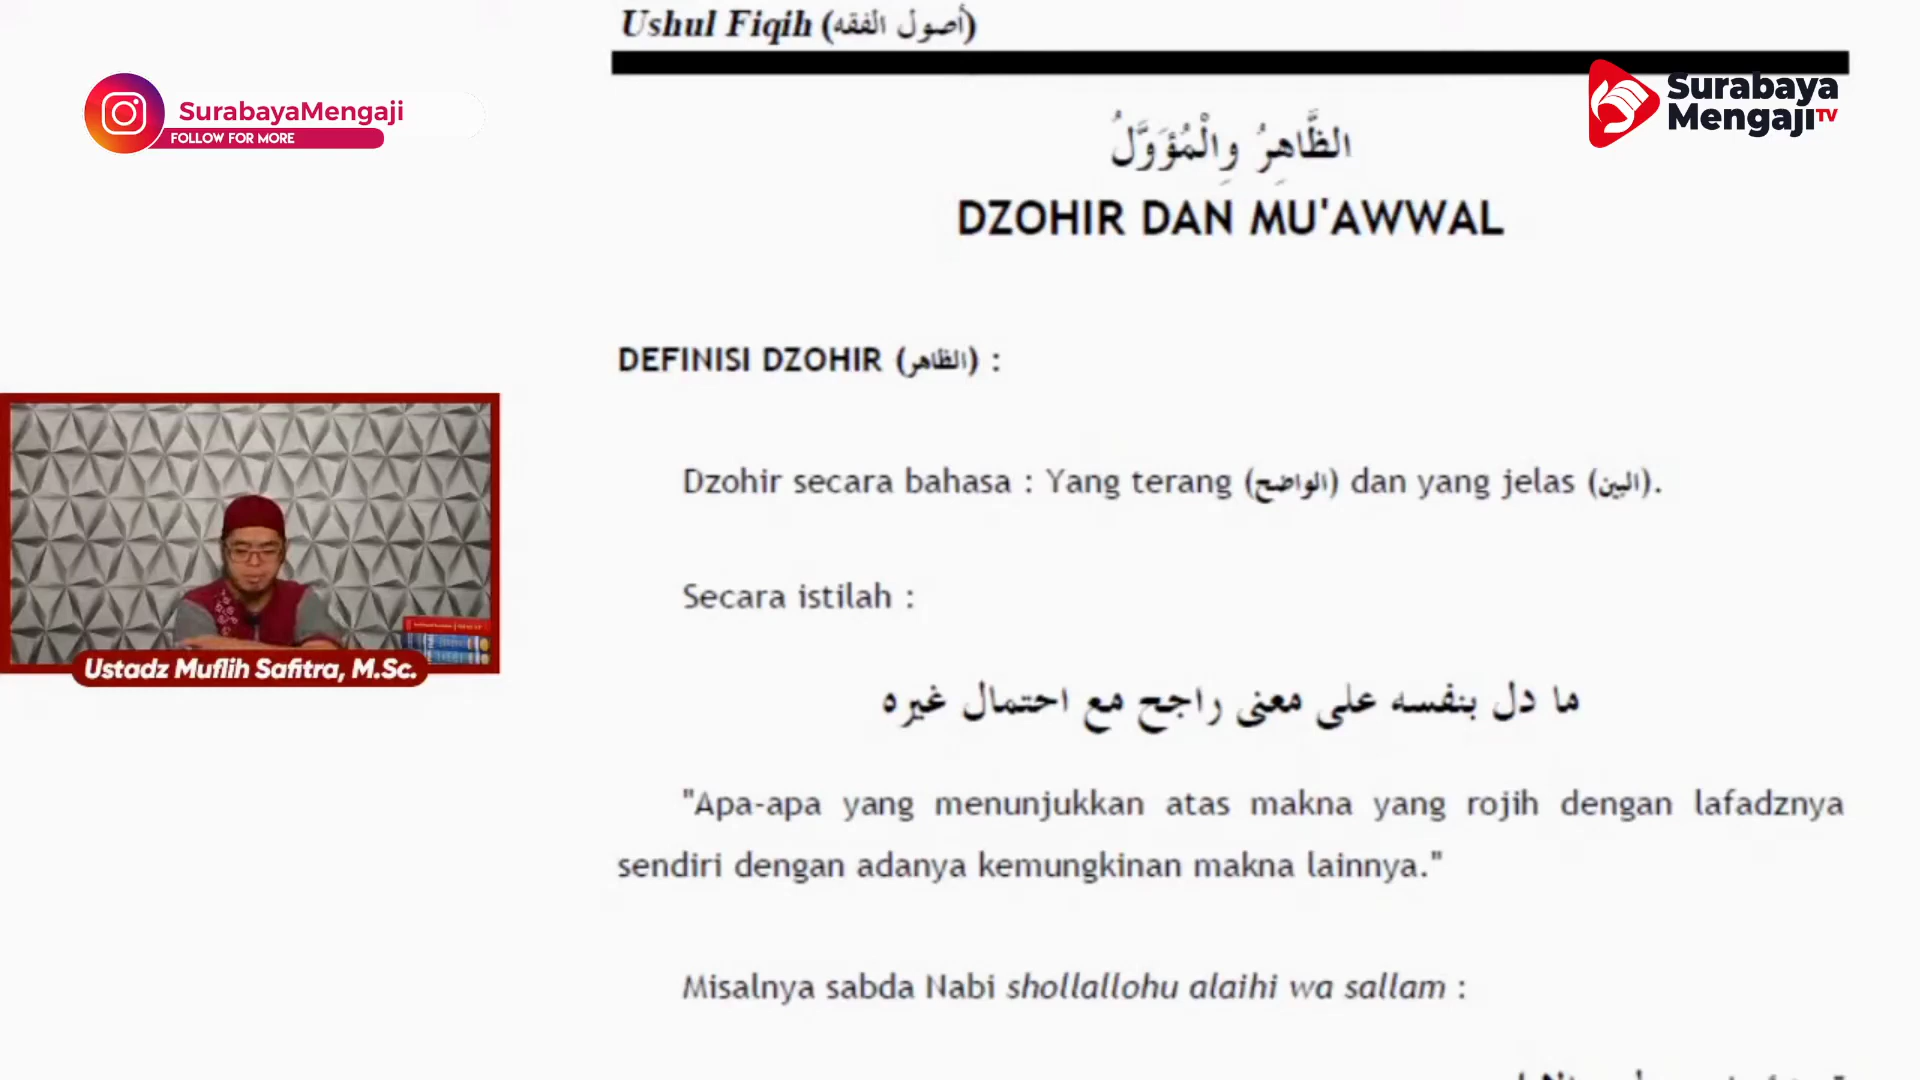 Ushul Fiqih (أصول الفقه)
SurabayaMengaji
FOLLOW FOR MORE
Surabaya
Mengaji TV
الظَّاهِرُ وِالْمُؤَوَّلُ
DZOHIR DAN MU'AWWAL
DEFINISI DZOHIR (الظاهر) :
Dzohir secara bahasa : Yang terang (الواضح) dan yang jelas (البين).
Secara istilah :
ما دل بنفسه على معنى راجح مع احتمال غيره
"Apa-apa yang menunjukkan atas makna yang rojih dengan lafadznya
sendiri dengan adanya kemungkinan makna lainnya."
Misalnya sabda Nabi shollallohu alaihi wa sallam :
Ustadz Muflih Safitra, M.Sc.